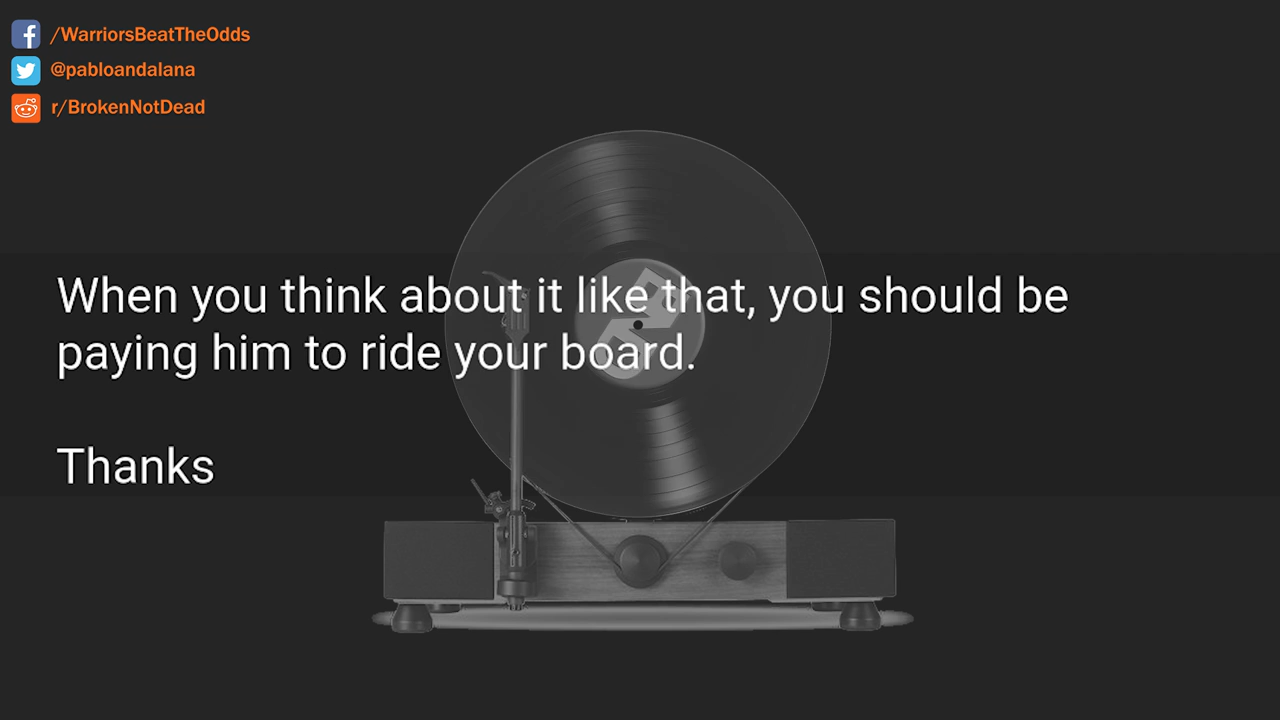 /WarriorsBeatTheOdds
@pabloandalana
r/BrokenNotDead
When you think about it like that, you should be
paying him to ride your board.
Thanks